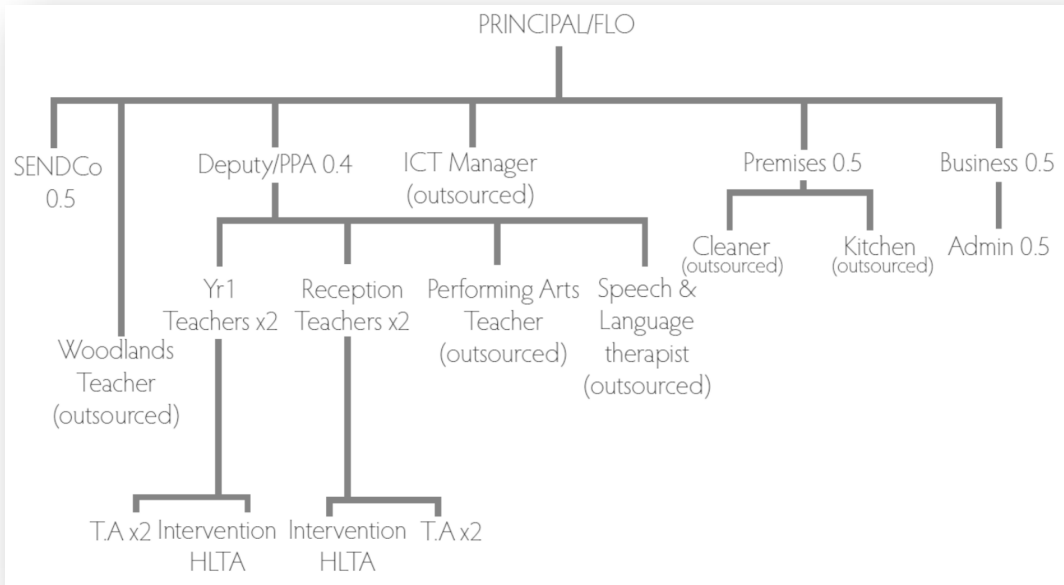 PRINCIPAL/FLO
SENDCo
0.5
Deputy/PPA 0.4
ICT Manager
(outsourced)
Premises 0.5
Business 0.5
Cleaner
(outsourced)
Kitchen
(outsourced)
Admin 0.5
Yr1
Teachers x2
Reception
Teachers x2
Performing Arts
Teacher
(outsourced)
Speech &
Language
therapist
(outsourced)
Woodlands
Teacher
(outsourced)
T.A x2
Intervention
HLTA
Intervention
HLTA
T.A x2